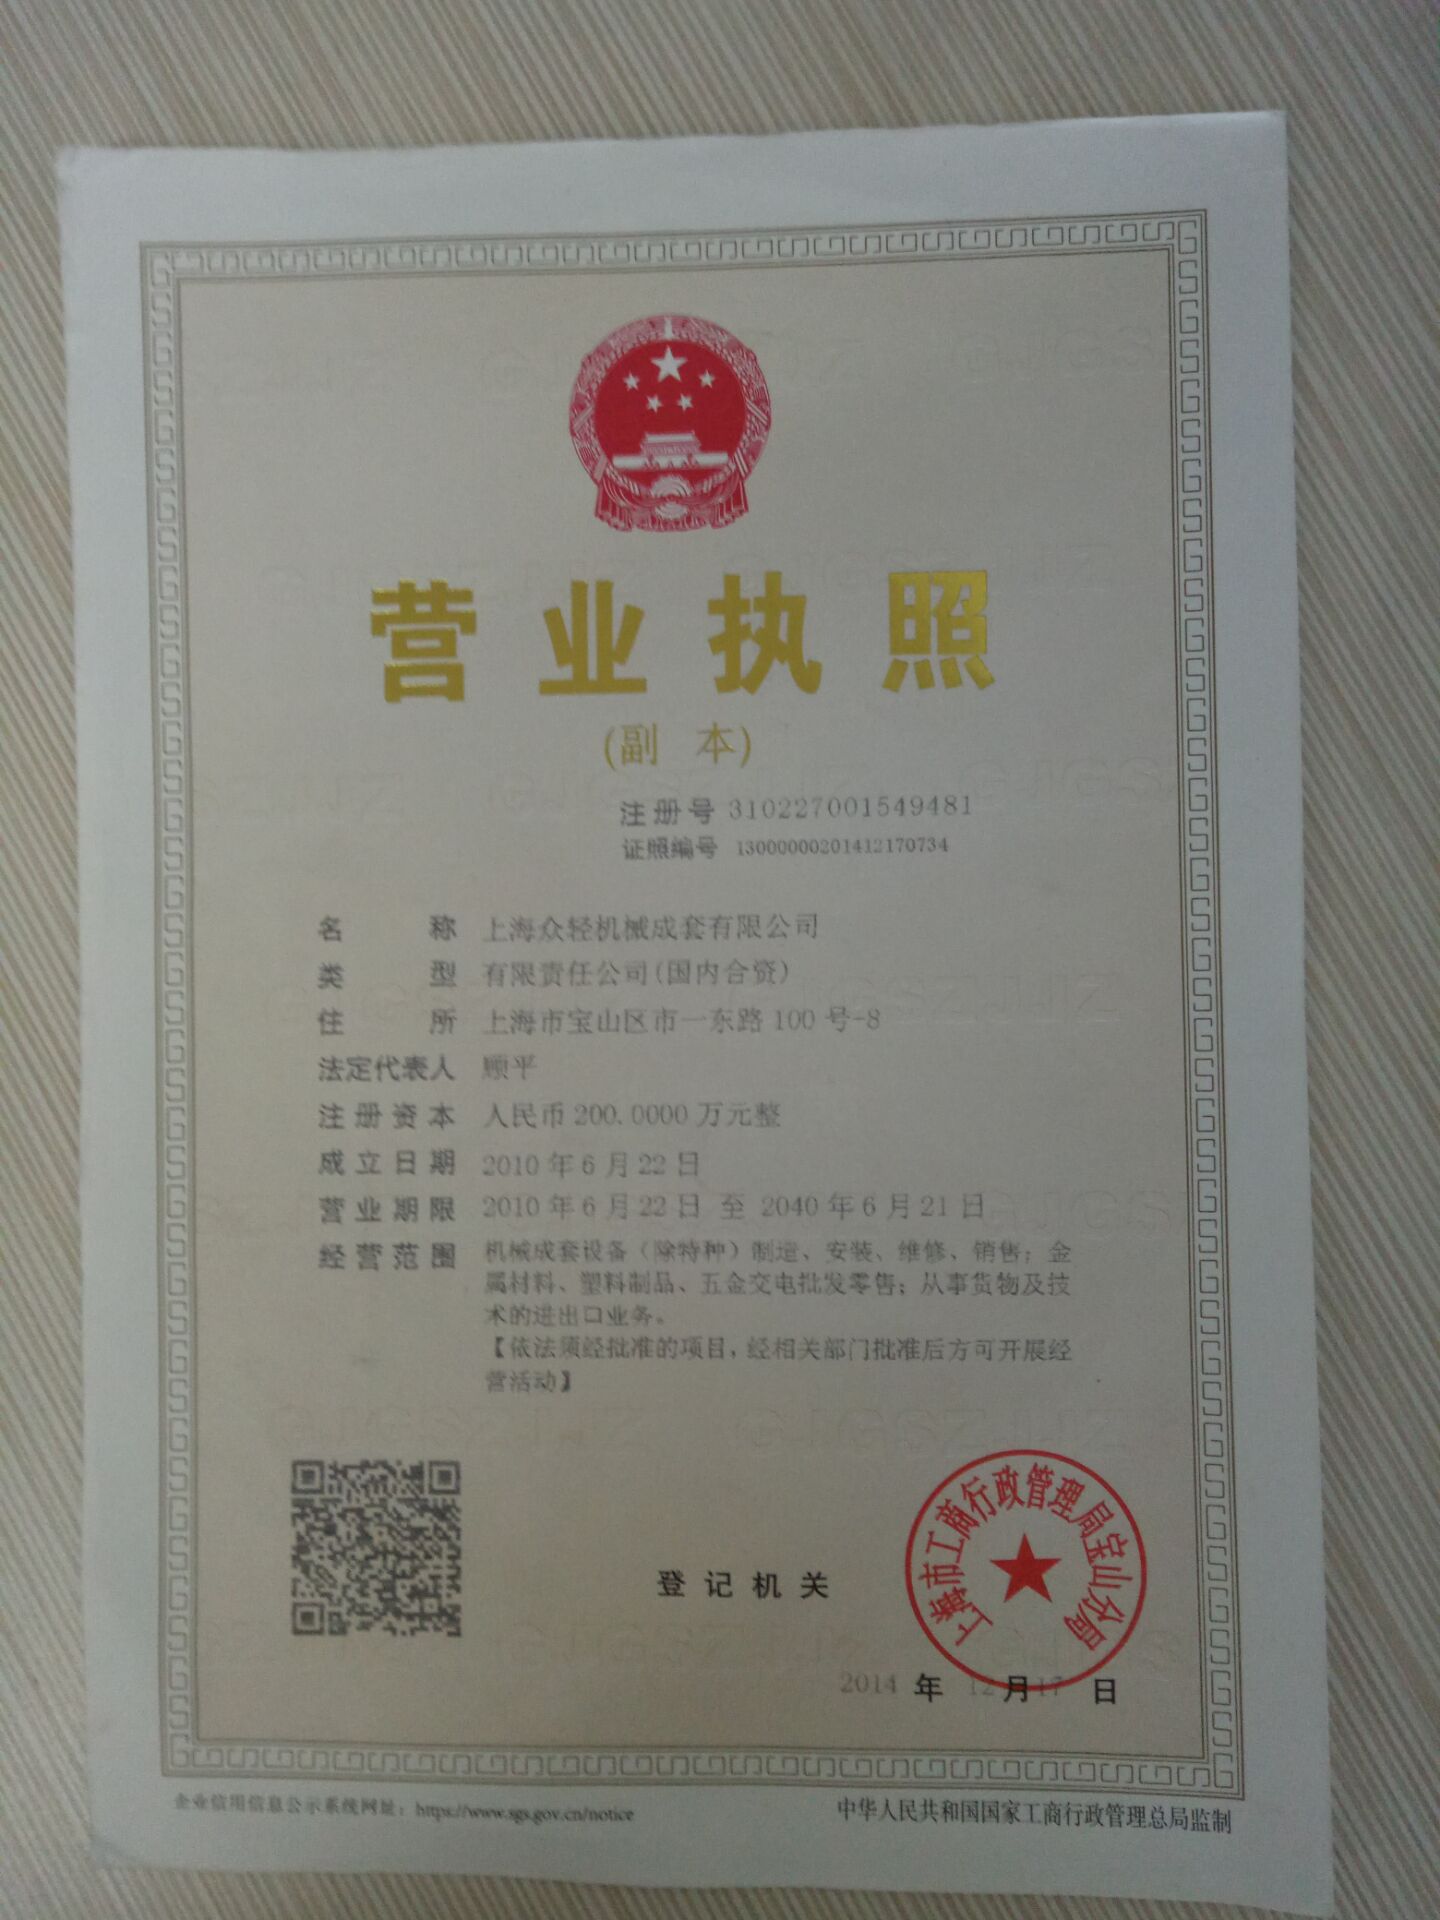 营业执照
(副 本)
注册号 310227001549481
证照编号 13000000201412170734
名 称 上海众轻机械成套有限公司
类 型 有限责任公司(国内合资)
住 所 上海市宝山区市一东路100号-8
法定代表人 顾平
注册资本 人民币200.0000万元整
成立日期 2010年6月22日
营业期限 2010年6月22日 至 2040年6月21日
经营范围 机械成套设备（除特种）制造、安装、维修、销售；金
属材料、塑料制品、五金交电批发零售；从事货物及技
术的进出口业务。
【依法须经批准的项目，经相关部门批准后方可开展经
营活动】
上海市工商行政管理局宝山分局
登记机关
2014 年 12月17 日
企业信用信息公示系统网址：https://www.sgs.gov.cn/notice
中华人民共和国国家工商行政管理总局监制